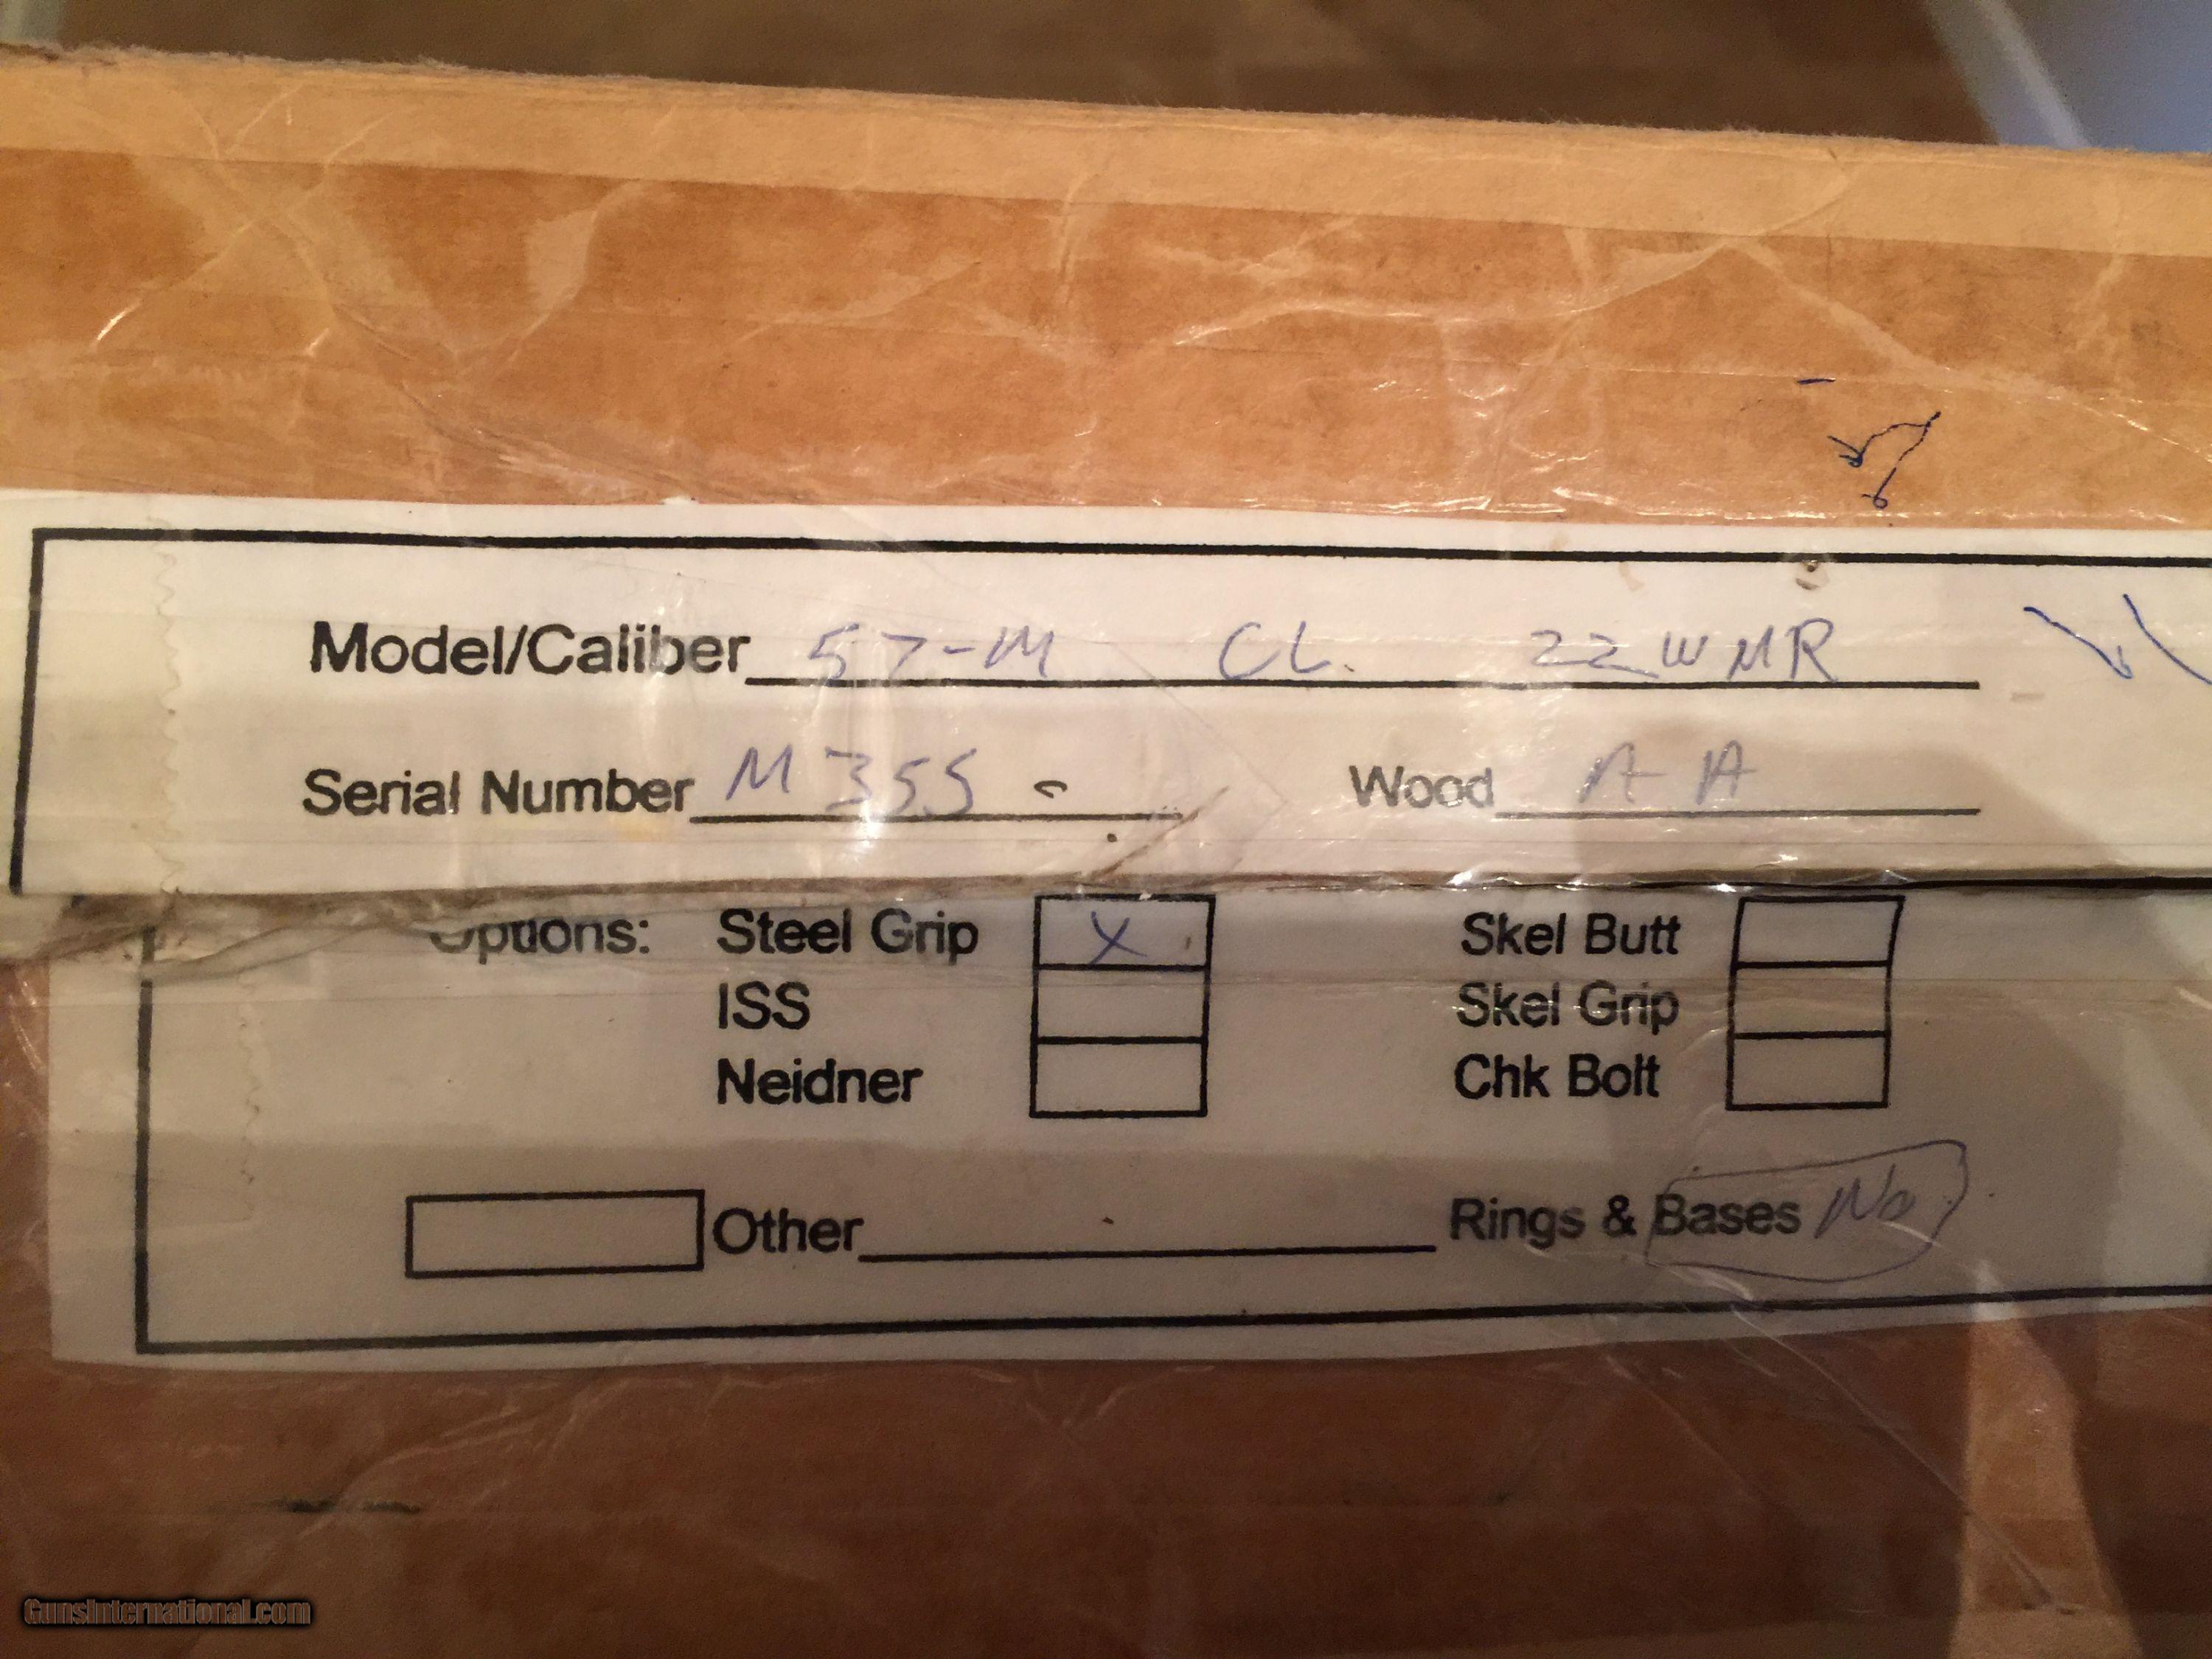 Model/Caliber 57-M CL. 22 WMR
Serial Number M355 Wood AA
Options: Steel Grip X Skel Butt
ISS Skel Grip
Neidner Chk Bolt
Other Rings & Bases No
GunsInternational.com